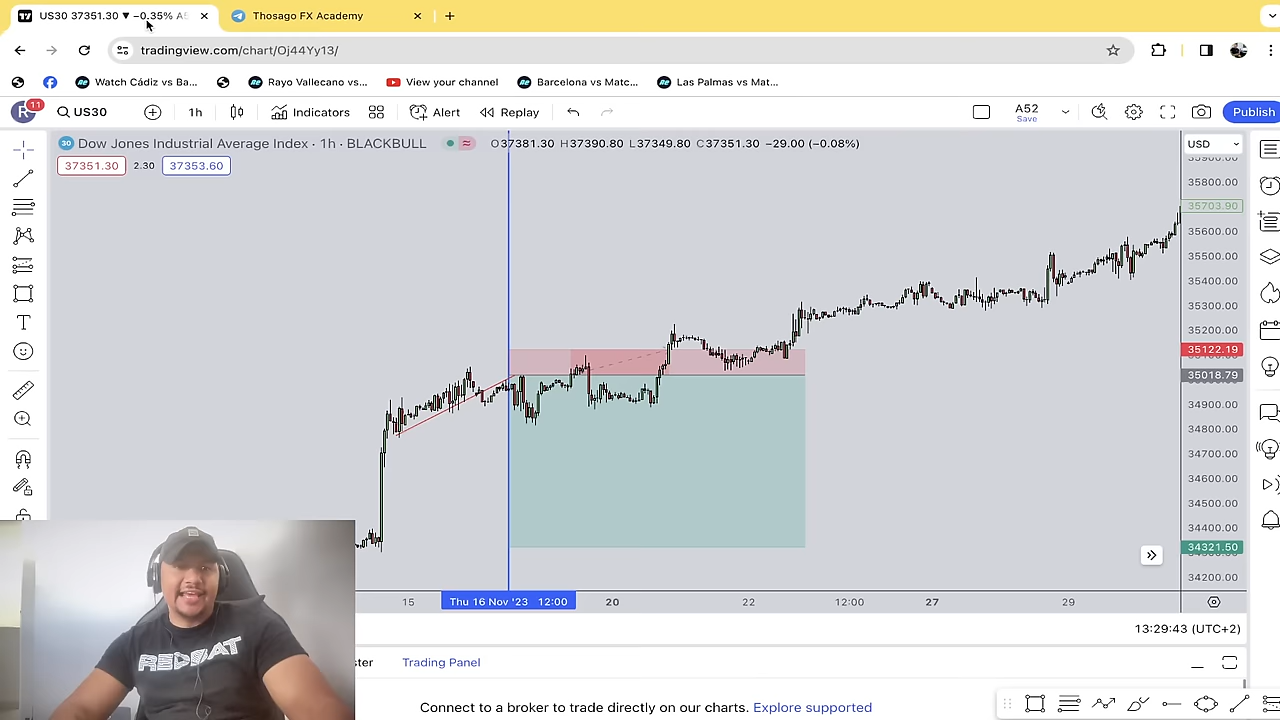 US30 37351.30 ▼ −0.35% A5
Thosago FX Academy
tradingview.com/chart/Oj44Yy13/
Watch Cádiz vs Ba...
Rayo Vallecano vs...
View your channel
Barcelona vs Matc...
Las Palmas vs Mat...
R
11
US30
1h
Indicators
Alert
Replay
A52
Save
Publish
30 Dow Jones Industrial Average Index · 1h · BLACKBULL
O37381.30 H37390.80 L37349.80 C37351.30 −29.00 (−0.08%)
USD
37351.30
2.30
37353.60
35800.00
35703.90
35600.00
35500.00
35400.00
35300.00
35200.00
35122.19
35018.79
34900.00
34800.00
34700.00
34600.00
34500.00
34400.00
34321.50
34200.00
15
Thu 16 Nov '23 12:00
20
22
12:00
27
29
13:29:43 (UTC+2)
ster
Trading Panel
Connect to a broker to trade directly on our charts. Explore supported